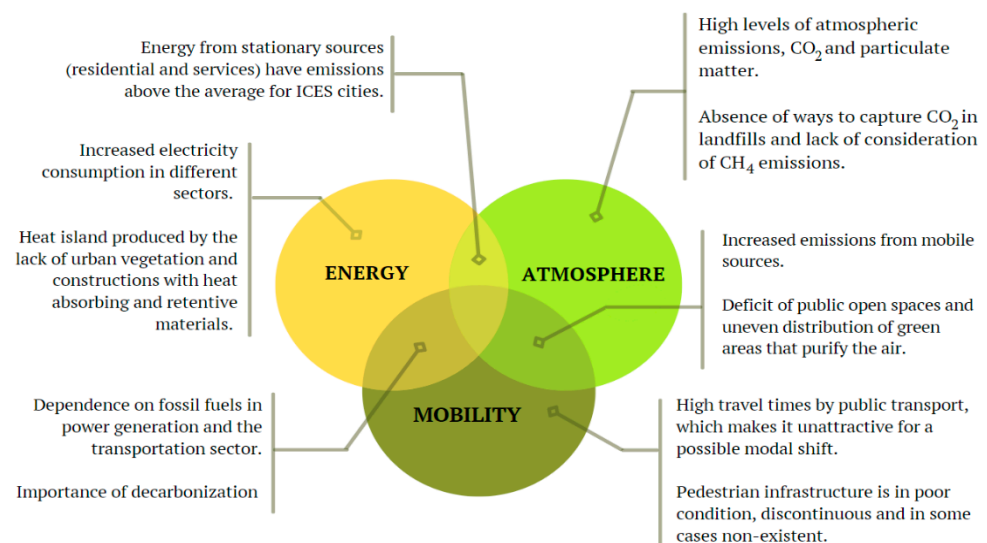 Energy from stationary sources
(residential and services) have emissions
above the average for ICES cities.
High levels of atmospheric
emissions, CO₂ and particulate
matter.
Absence of ways to capture CO₂ in
landfills and lack of consideration
of CH₄ emissions.
Increased electricity
consumption in different
sectors.
Heat island produced by the
lack of urban vegetation and
constructions with heat
absorbing and retentive
materials.
ENERGY
ATMOSPHERE
MOBILITY
Increased emissions from mobile
sources.
Deficit of public open spaces and
uneven distribution of green
areas that purify the air.
Dependence on fossil fuels in
power generation and the
transportation sector.
Importance of decarbonization
High travel times by public transport,
which makes it unattractive for a
possible modal shift.
Pedestrian infrastructure is in poor
condition, discontinuous and in some
cases non-existent.